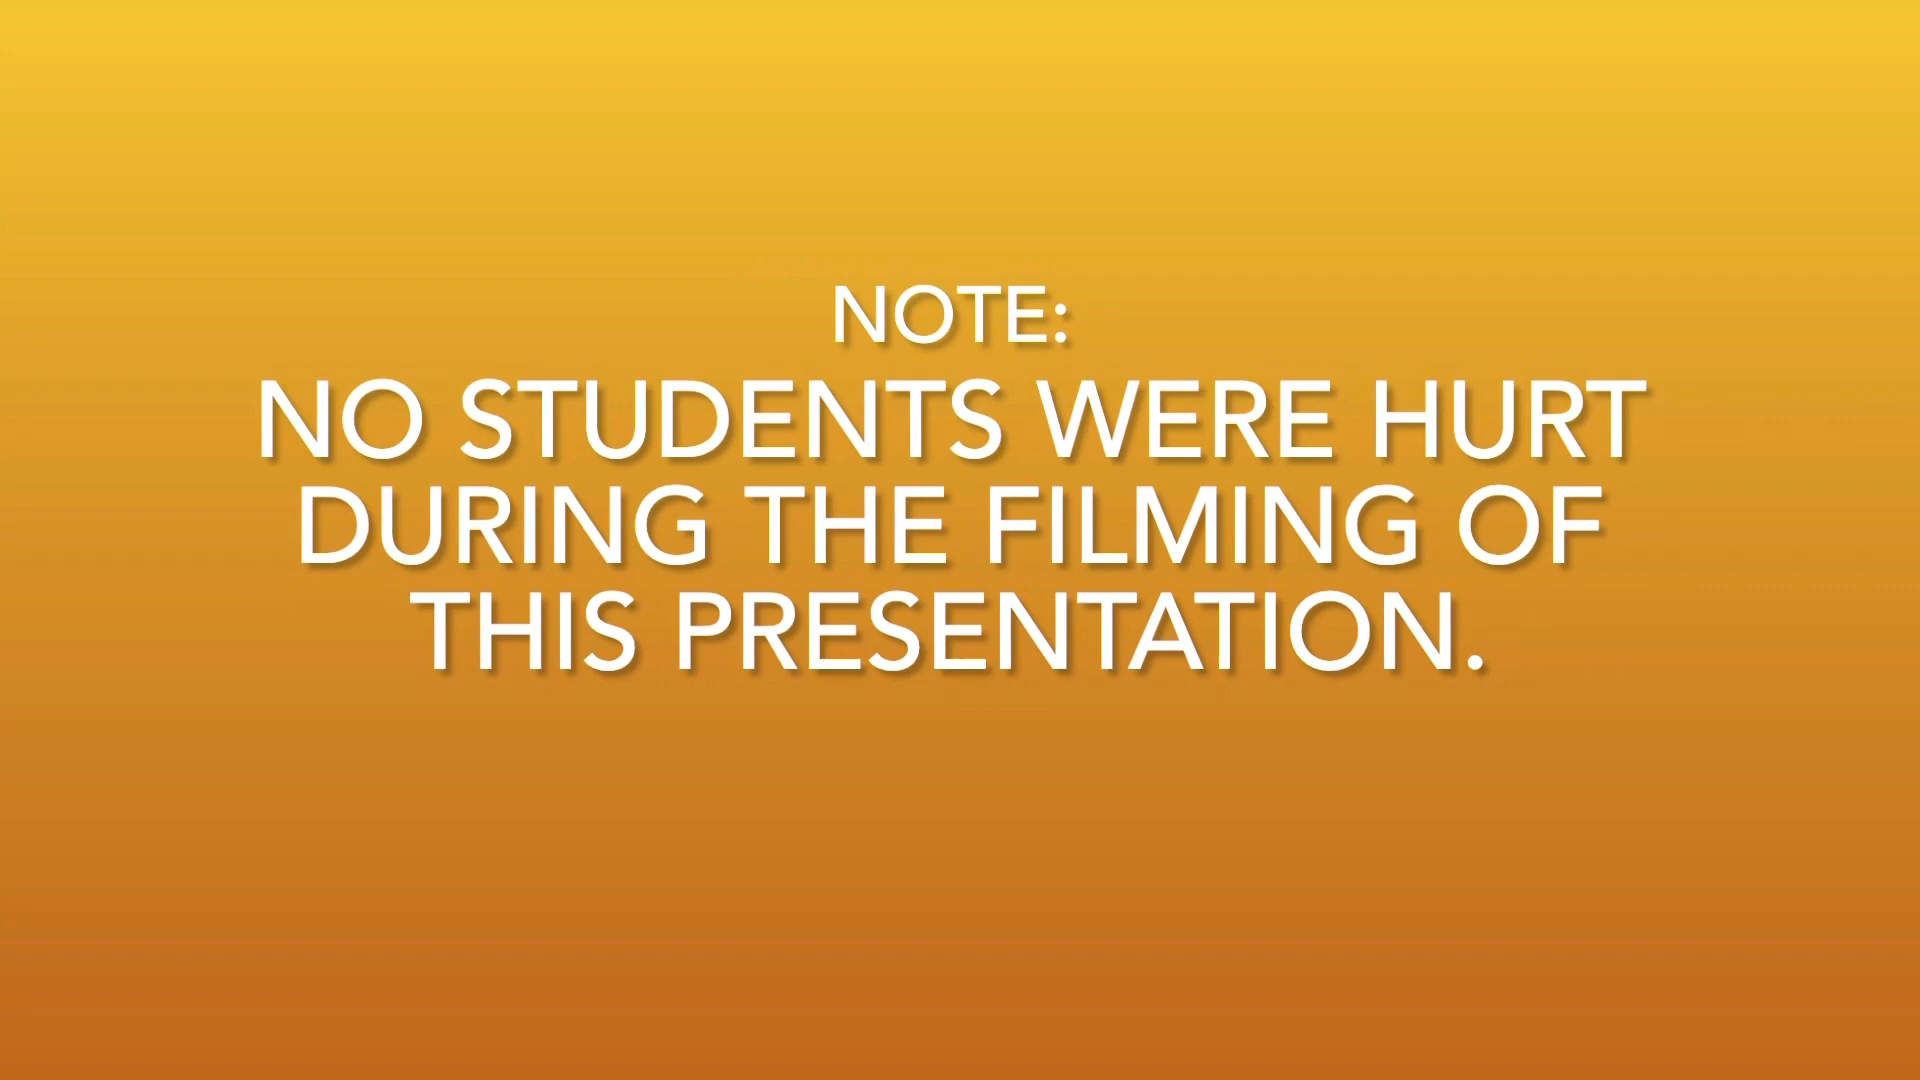 NOTE:
NO STUDENTS WERE HURT
DURING THE FILMING OF
THIS PRESENTATION.